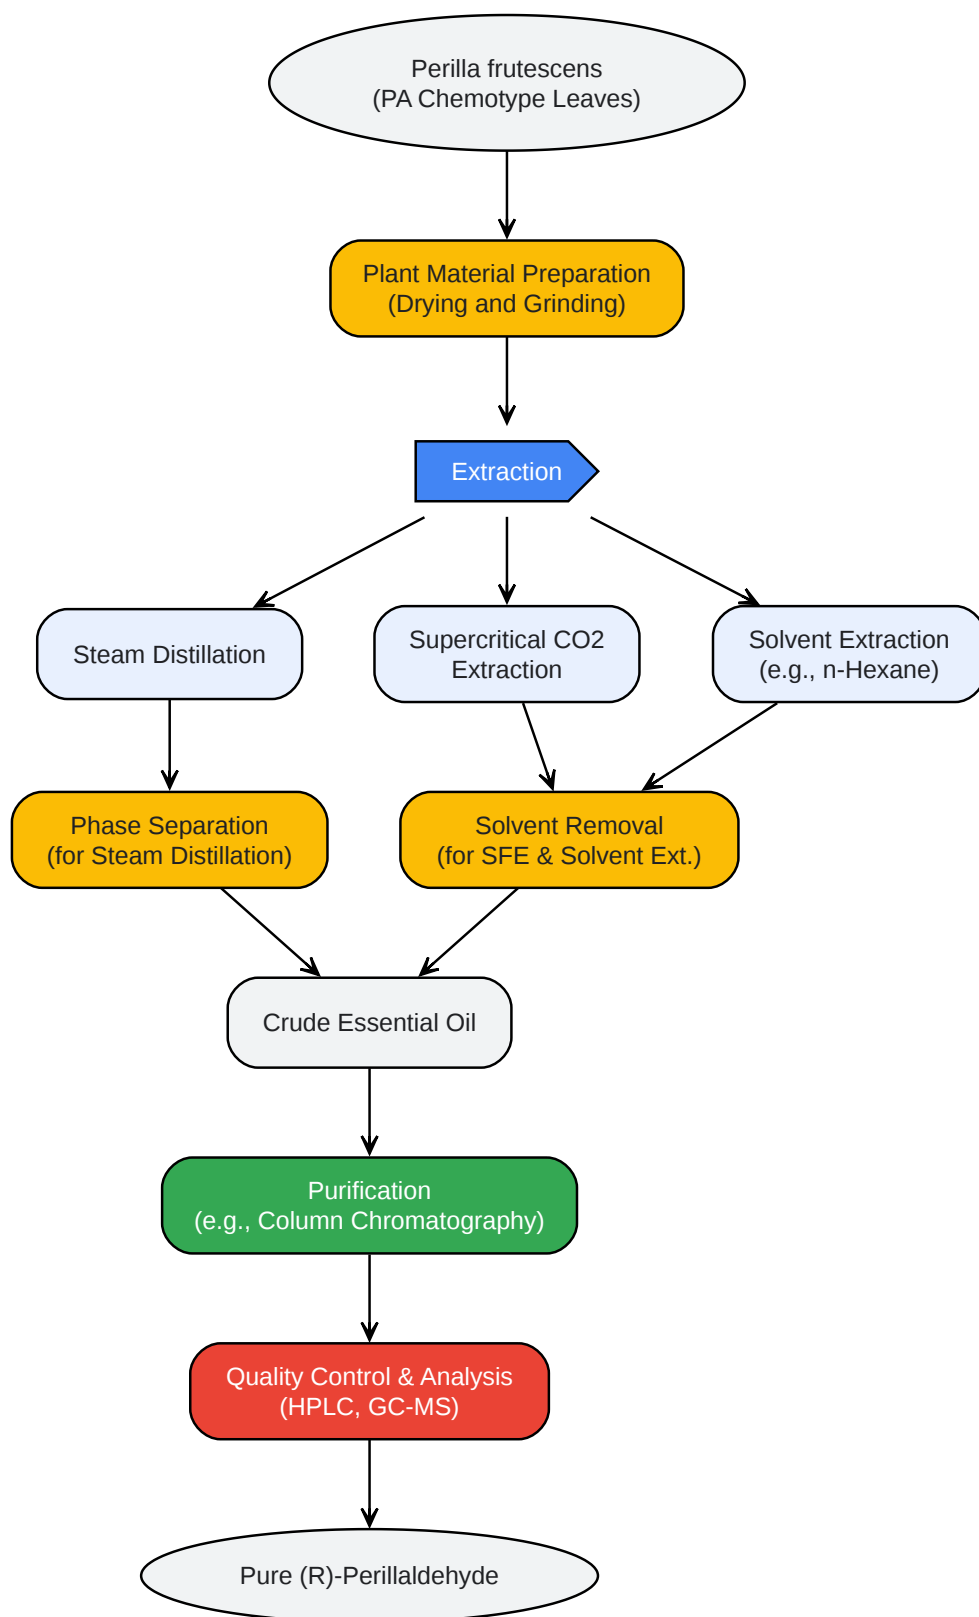 Perilla frutescens
(PA Chemotype Leaves)
Plant Material Preparation
(Drying and Grinding)
Extraction
Steam Distillation
Supercritical CO2
Extraction
Solvent Extraction
(e.g., n-Hexane)
Phase Separation
(for Steam Distillation)
Solvent Removal
(for SFE & Solvent Ext.)
Crude Essential Oil
Purification
(e.g., Column Chromatography)
Quality Control & Analysis
(HPLC, GC-MS)
Pure (R)-Perillaldehyde